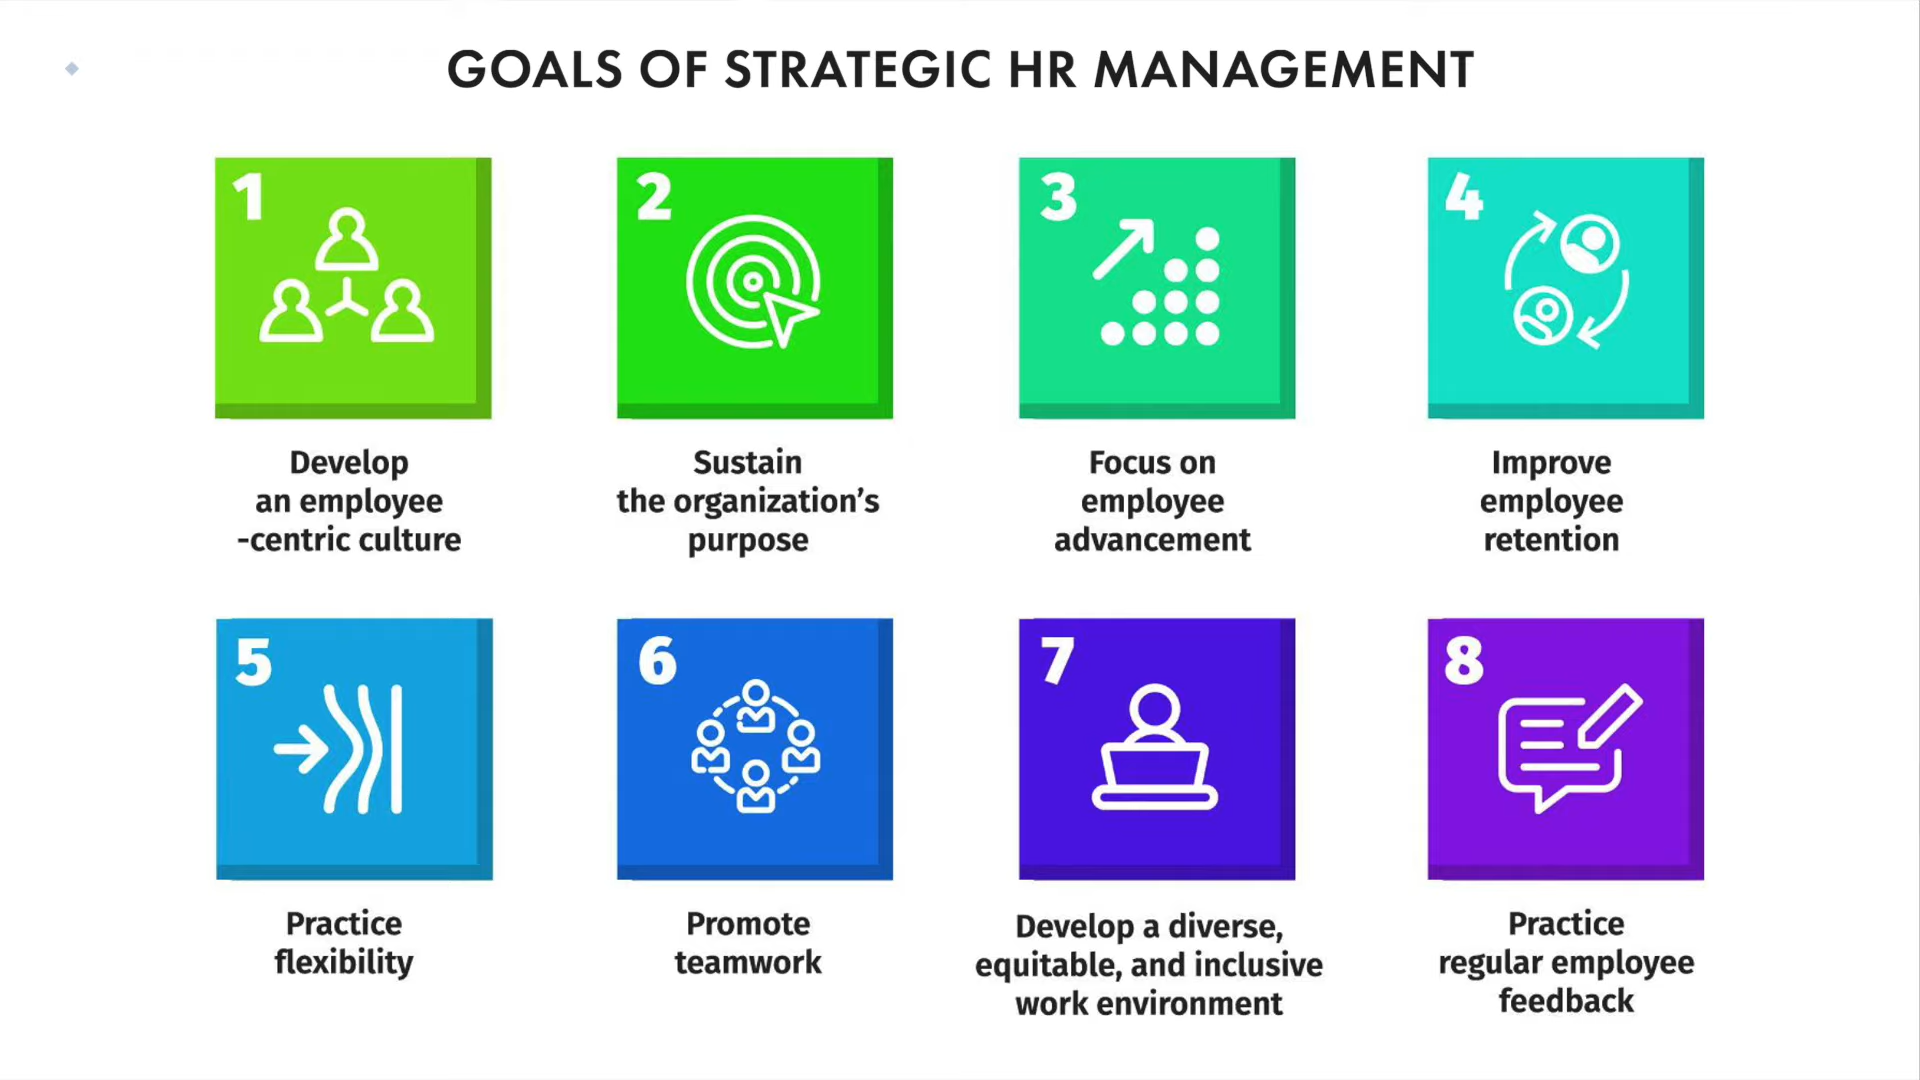 GOALS OF STRATEGIC HR MANAGEMENT
1
Develop
an employee
-centric culture
2
Sustain
the organization’s
purpose
3
Focus on
employee
advancement
4
Improve
employee
retention
5
Practice
flexibility
6
Promote
teamwork
7
Develop a diverse,
equitable, and inclusive
work environment
8
Practice
regular employee
feedback